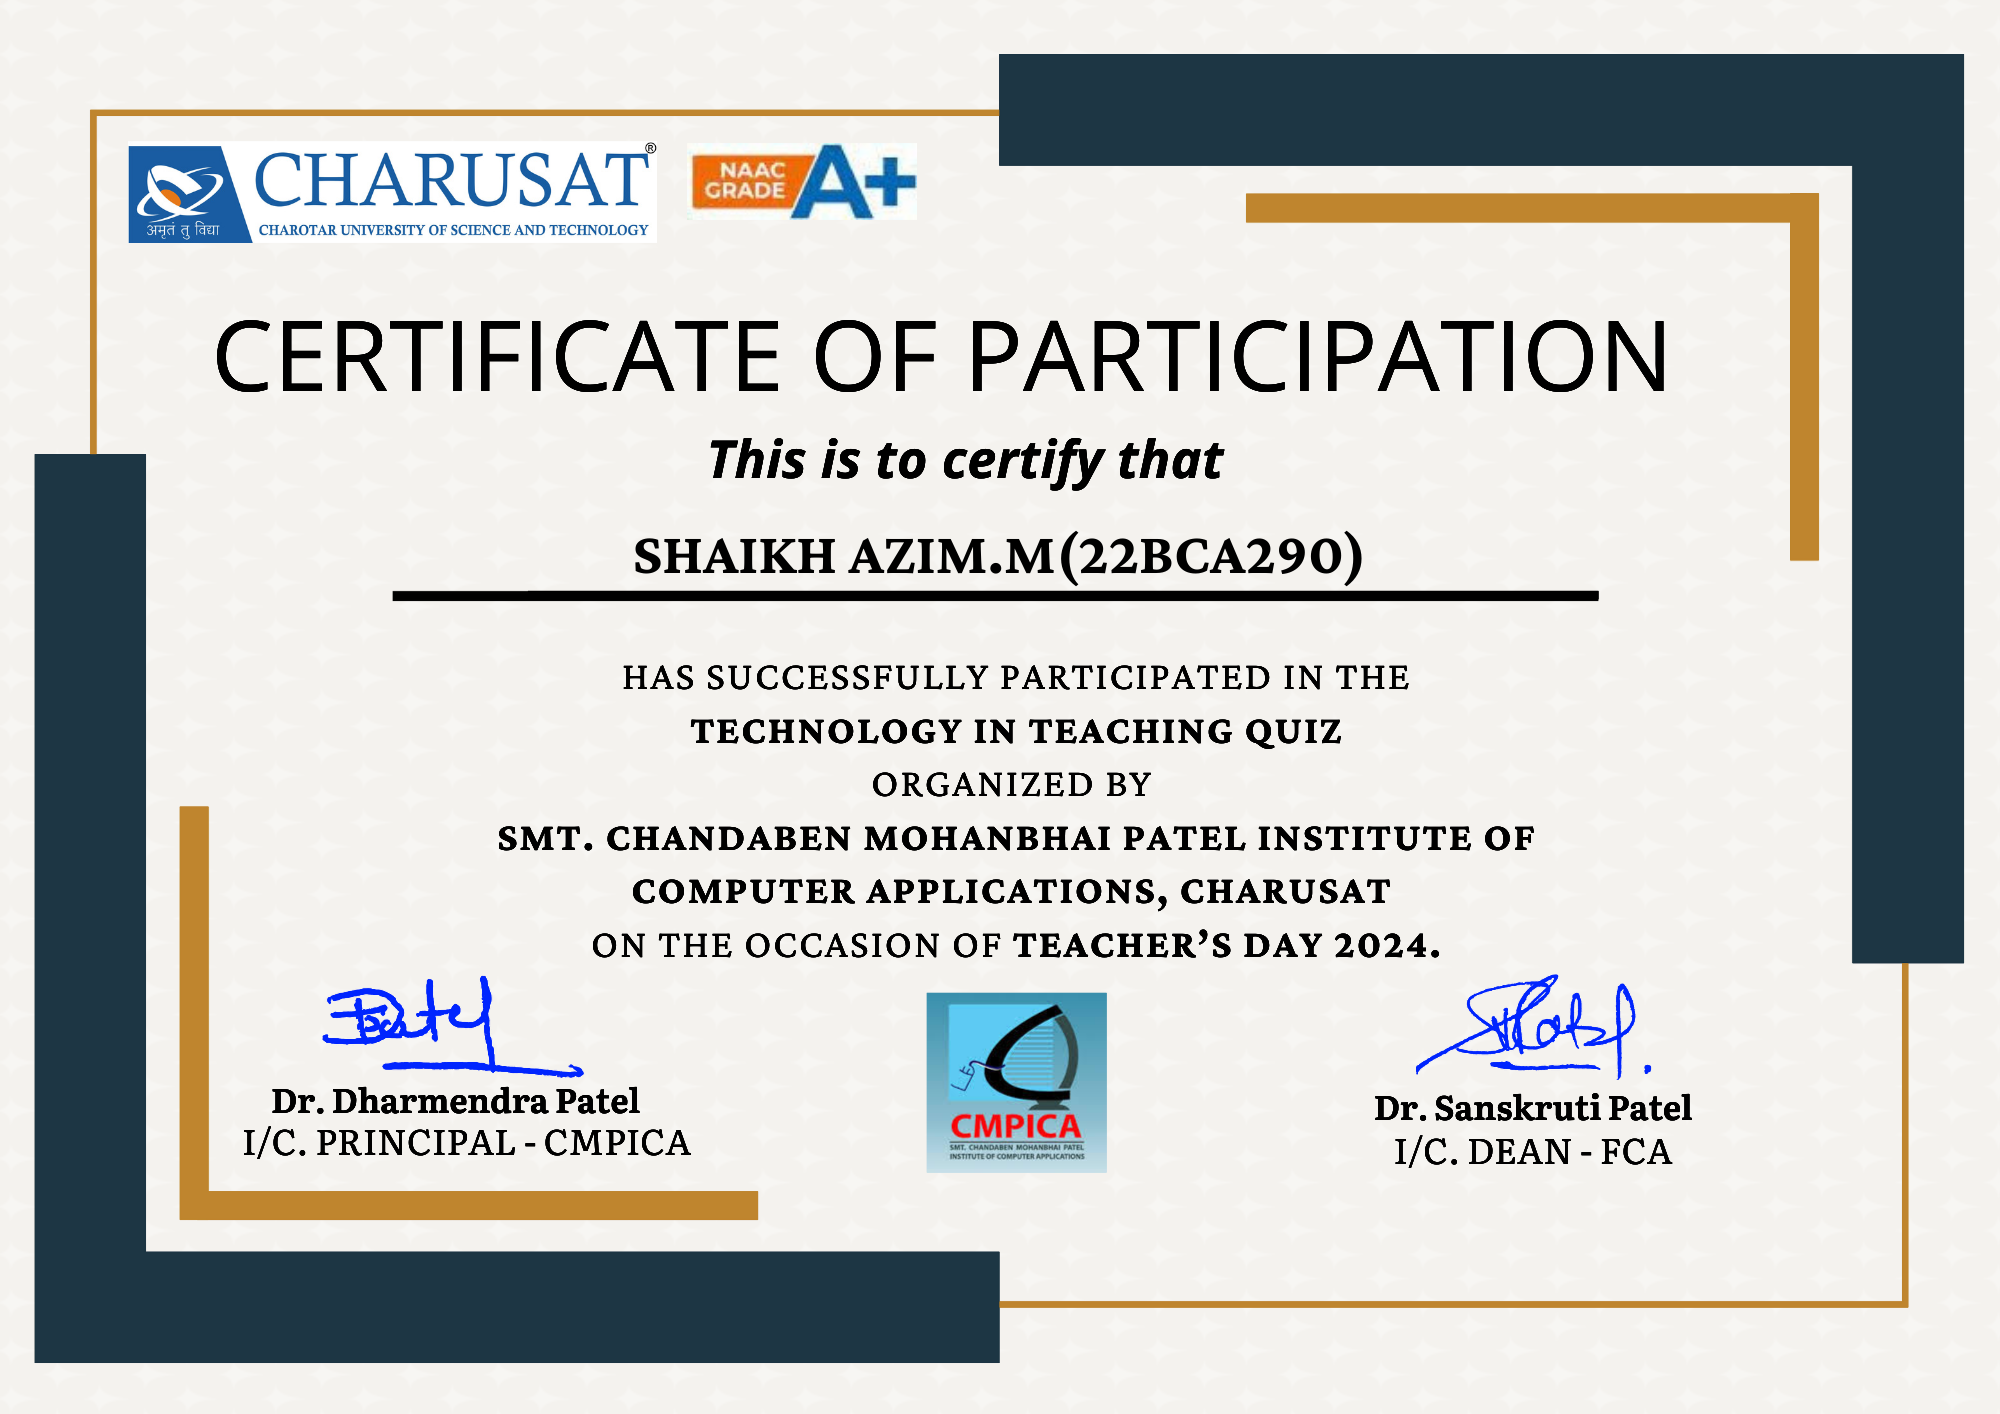 CHARUSAT®
अमृतं तु विद्या
CHAROTAR UNIVERSITY OF SCIENCE AND TECHNOLOGY
NAAC
GRADE
A+
CERTIFICATE OF PARTICIPATION
This is to certify that
SHAIKH AZIM.M(22BCA290)
HAS SUCCESSFULLY PARTICIPATED IN THE
TECHNOLOGY IN TEACHING QUIZ
ORGANIZED BY
SMT. CHANDABEN MOHANBHAI PATEL INSTITUTE OF
COMPUTER APPLICATIONS, CHARUSAT
ON THE OCCASION OF TEACHER'S DAY 2024.
Dr. Dharmendra Patel
I/C. PRINCIPAL - CMPICA
CMPICA
SMT. CHANDABEN MOHANBHAI PATEL
INSTITUTE OF COMPUTER APPLICATIONS
Dr. Sanskruti Patel
I/C. DEAN - FCA